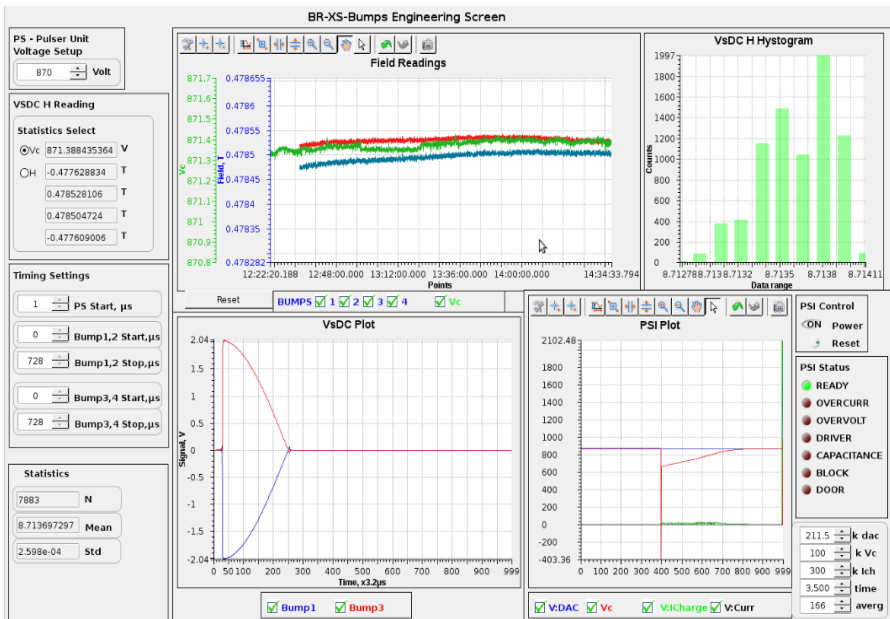 BR-XS-Bumps Engineering Screen
PS - Pulser Unit
Voltage Setup
870 Volt
VSDC H Reading
Statistics Select
Vc 871.388435364 V
H -0.477628834 T
0.478528106 T
0.478504724 T
-0.477609006 T
Timing Settings
1 PS Start, µs
0 Bump1,2 Start,µs
728 Bump1,2 Stop,µs
0 Bump3,4 Start,µs
728 Bump3,4 Stop,µs
Statistics
7883 N
8.713697297 Mean
2.598e-04 Std
Field Readings
Vc
871.7
871.6
871.5
871.4
871.3
871.2
871.1
871
870.9
870.8
Field, T
0.478655
0.4786
0.47855
0.4785
0.47845
0.4784
0.47835
0.478282
12:22:20.188 12:48:00.000 13:12:00.000 13:36:00.000 14:00:00.000 14:34:33.794
Points
Reset
BUMPS 1 2 3 4 Vc
VsDC H Hystogram
Counts
1997
1800
1600
1400
1200
1000
800
600
400
200
0
8.712788 8.7138 8.7132 8.7135 8.7138 8.71411
Data range
VsDC Plot
Signal, V
2.04
1.5
1
0.5
0
-0.5
-1
-1.5
-2.04
0 50 100 200 300 400 500 600 700 800 900 999
Time, x3.2µs
Bump1 Bump3
PSI Plot
2102.48
1800
1600
1400
1200
1000
800
600
400
200
0
-200
-403.36
0 100 200 300 400 500 600 700 800 900 999
V:DAC Vc V:ICharge V:Curr
PSI Control
ON Power
Reset
PSI Status
READY
OVERCURR
OVERVOLT
DRIVER
CAPACITANCE
BLOCK
DOOR
211.5 k dac
100 k Vc
300 k Ich
3,500 time
166 averg